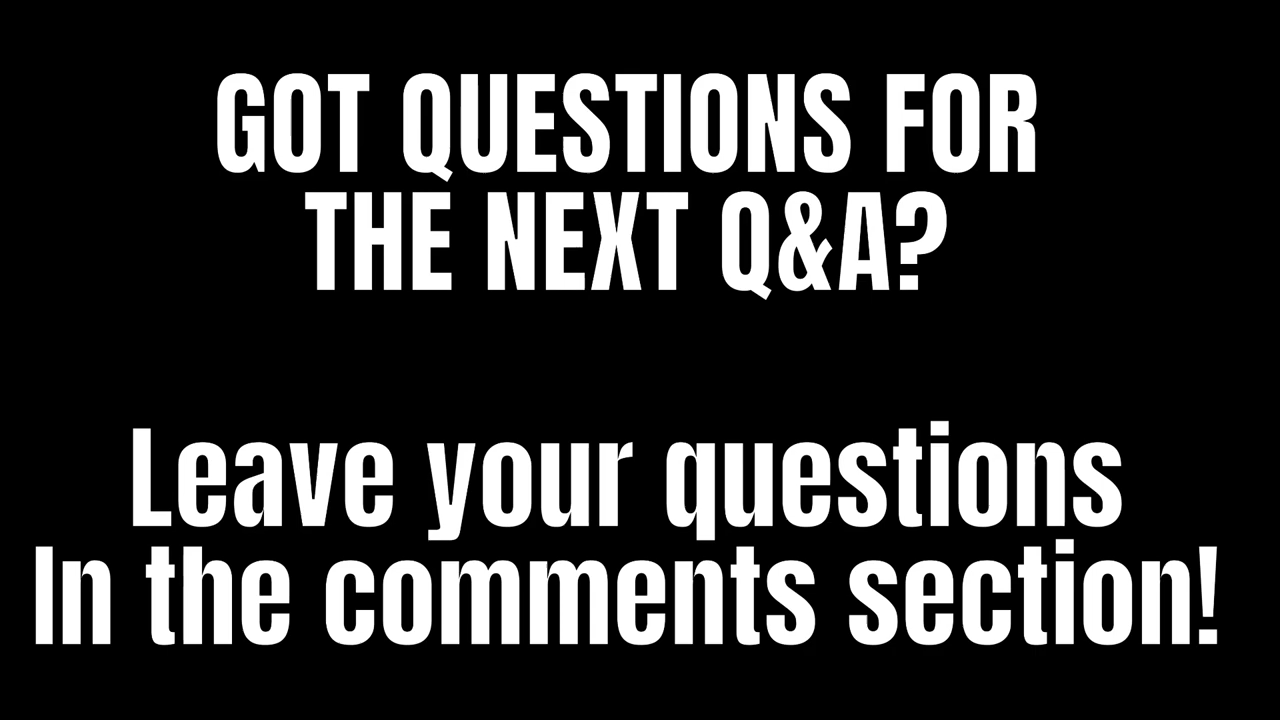 GOT QUESTIONS FOR
THE NEXT Q&A?
Leave your questions
In the comments section!